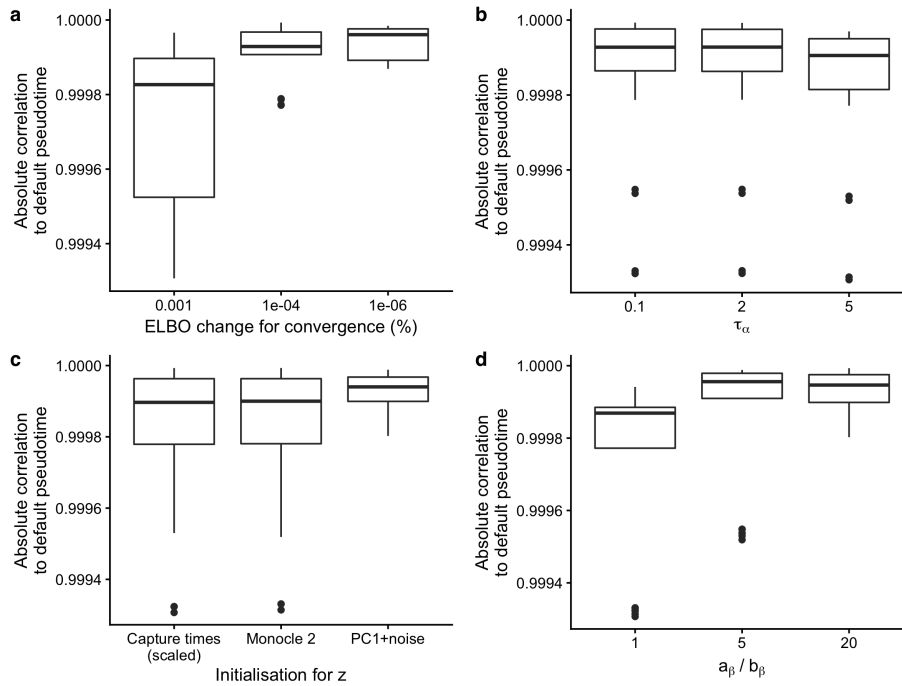 a
Absolute correlation
to default pseudotime
1.0000
0.9998
0.9996
0.9994
0.001
1e-04
1e-06
ELBO change for convergence (%)
b
Absolute correlation
to default pseudotime
1.0000
0.9998
0.9996
0.9994
0.1
2
5
τα
c
Absolute correlation
to default pseudotime
1.0000
0.9998
0.9996
0.9994
Capture times
(scaled)
Monocle 2
PC1+noise
Initialisation for z
d
Absolute correlation
to default pseudotime
1.0000
0.9998
0.9996
0.9994
1
5
20
aβ / bβ